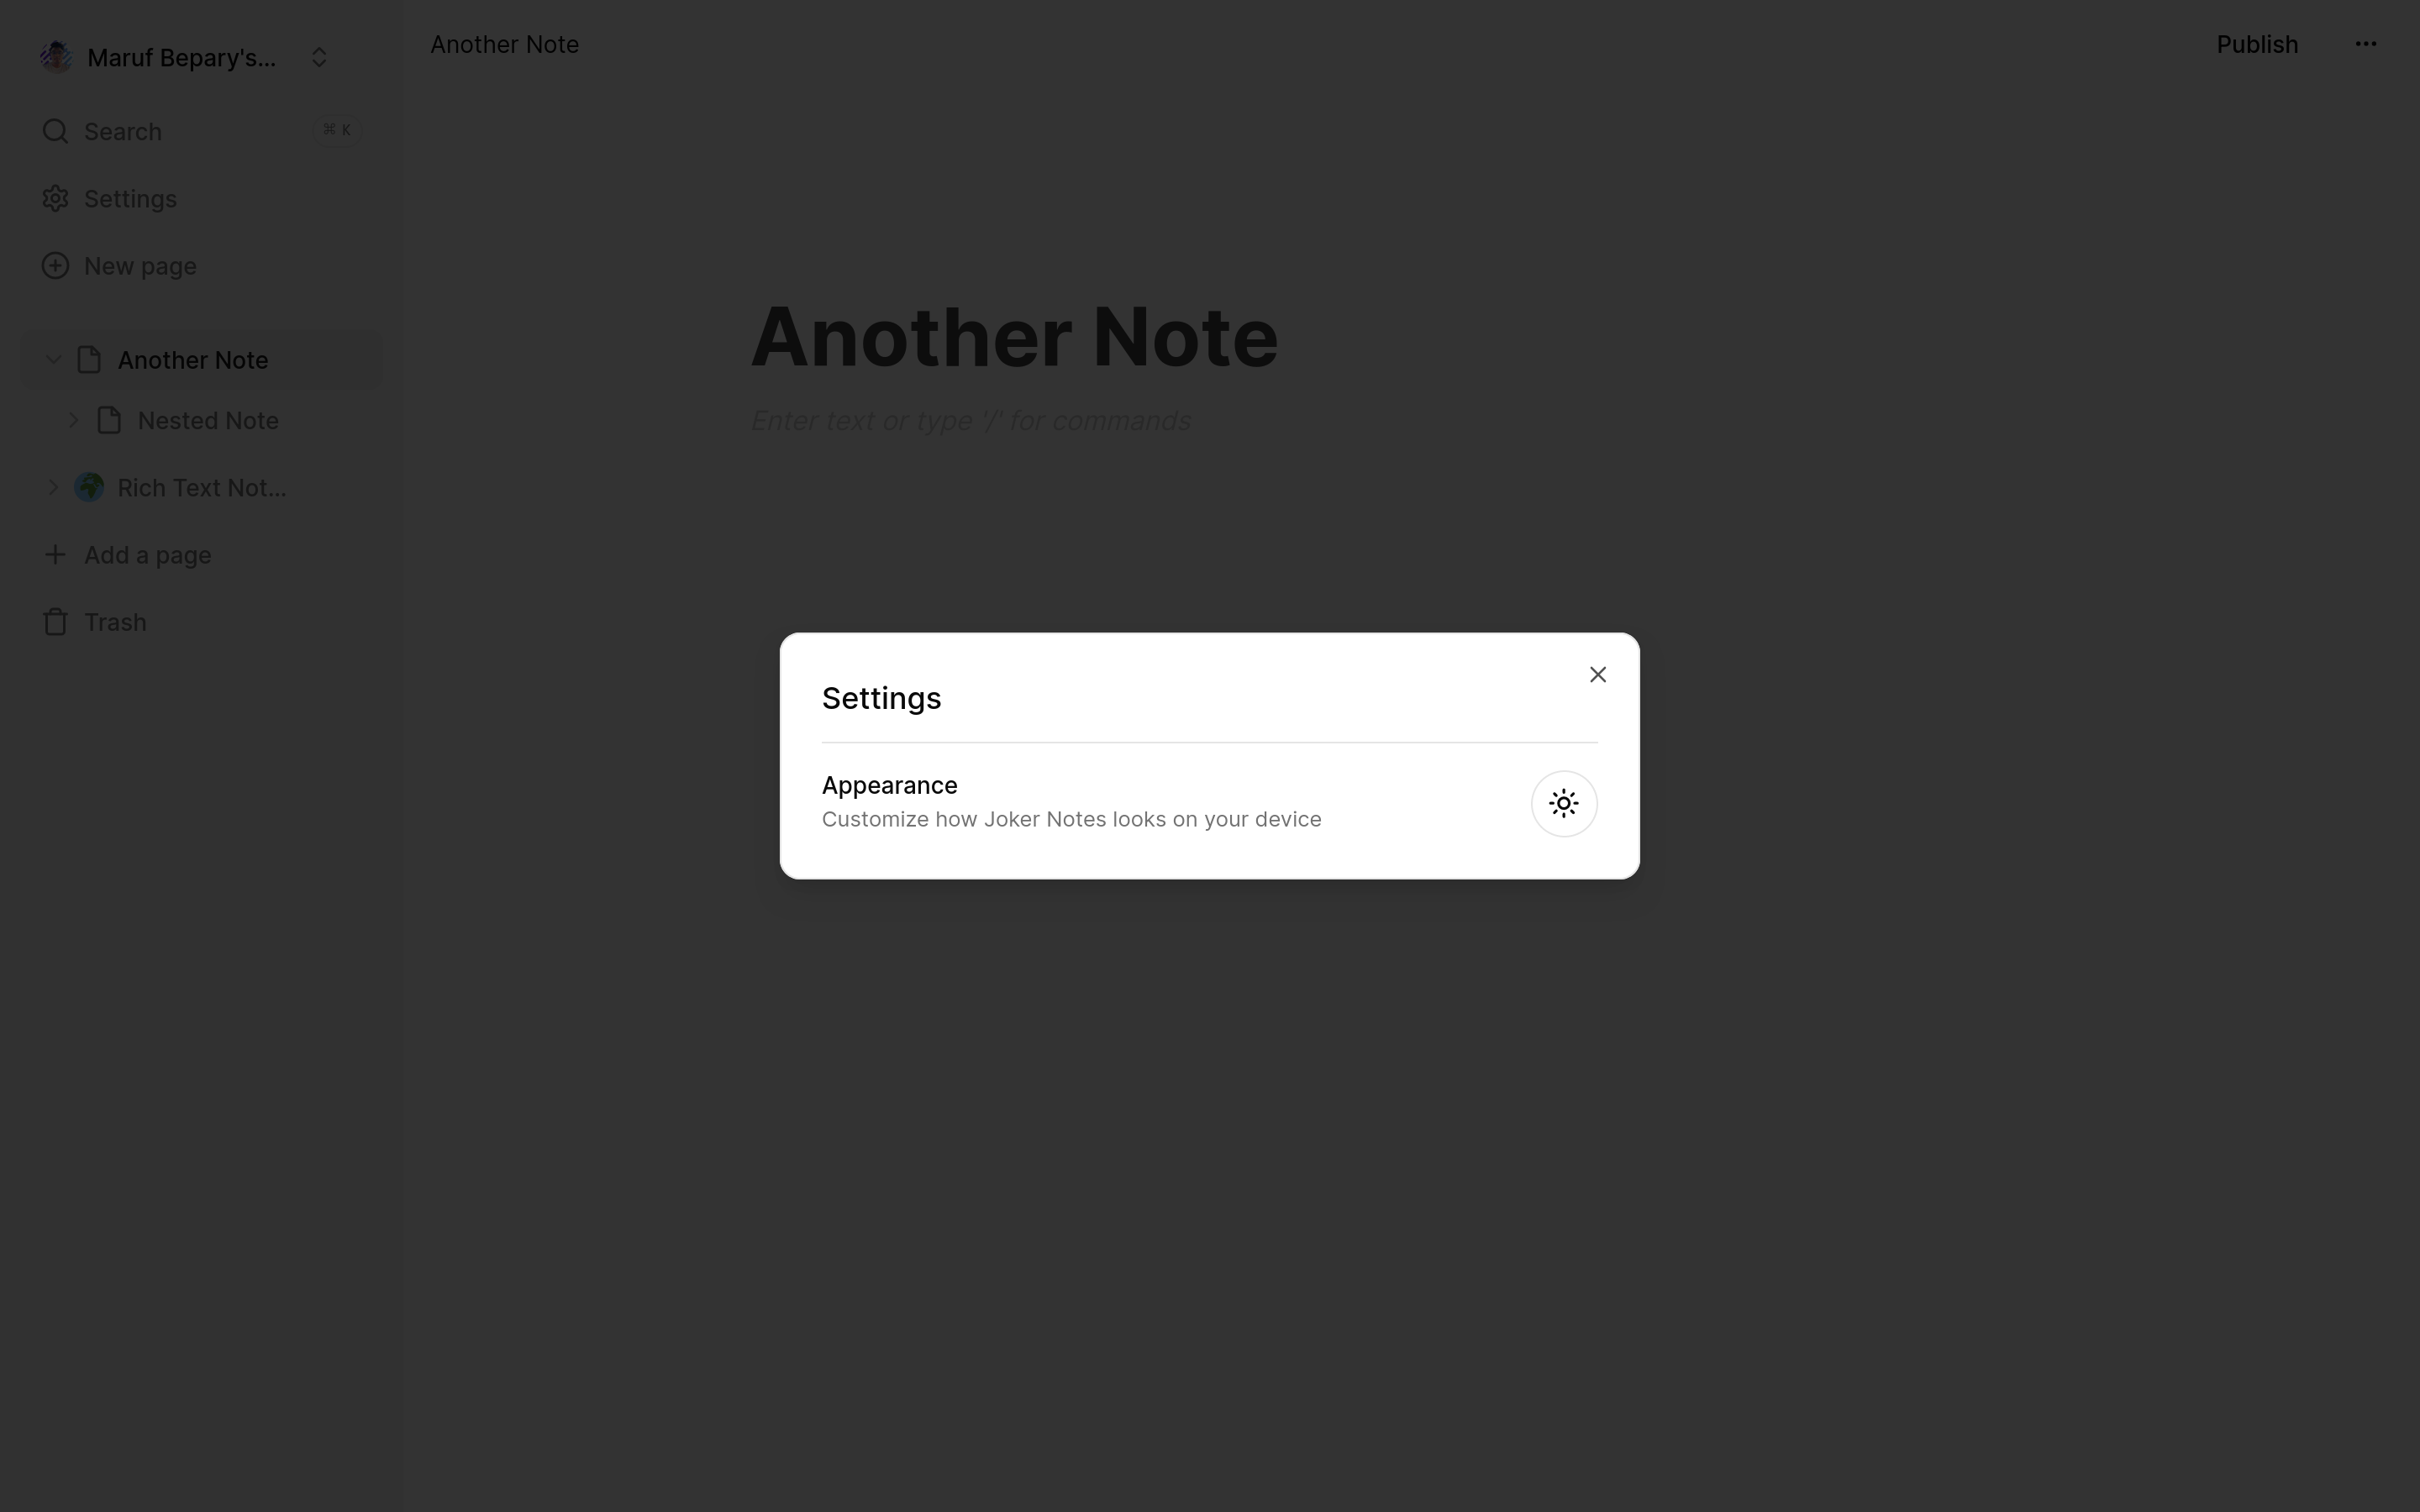 Maruf Bepary's...
Search
⌘ K
Settings
New page
Another Note
Nested Note
Rich Text Not...
Add a page
Trash
Another Note
Publish
Another Note
Enter text or type '/' for commands
Settings
Appearance
Customize how Joker Notes looks on your device